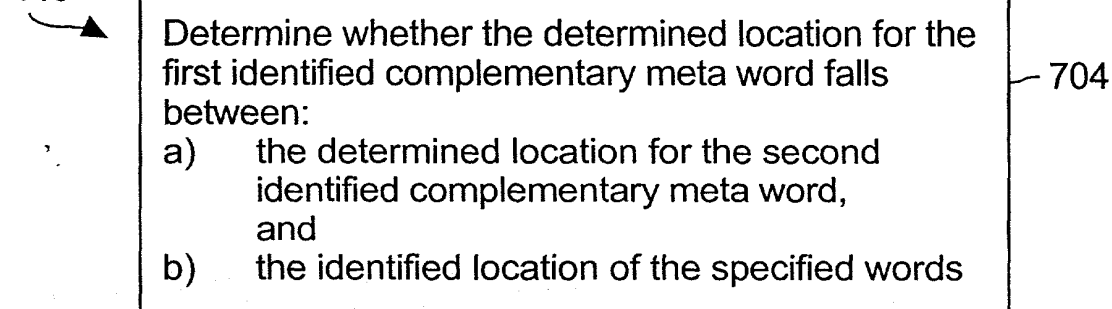 Determine whether the determined location for the
first identified complementary meta word falls
between:
a) the determined location for the second
identified complementary meta word,
and
b) the identified location of the specified words
704